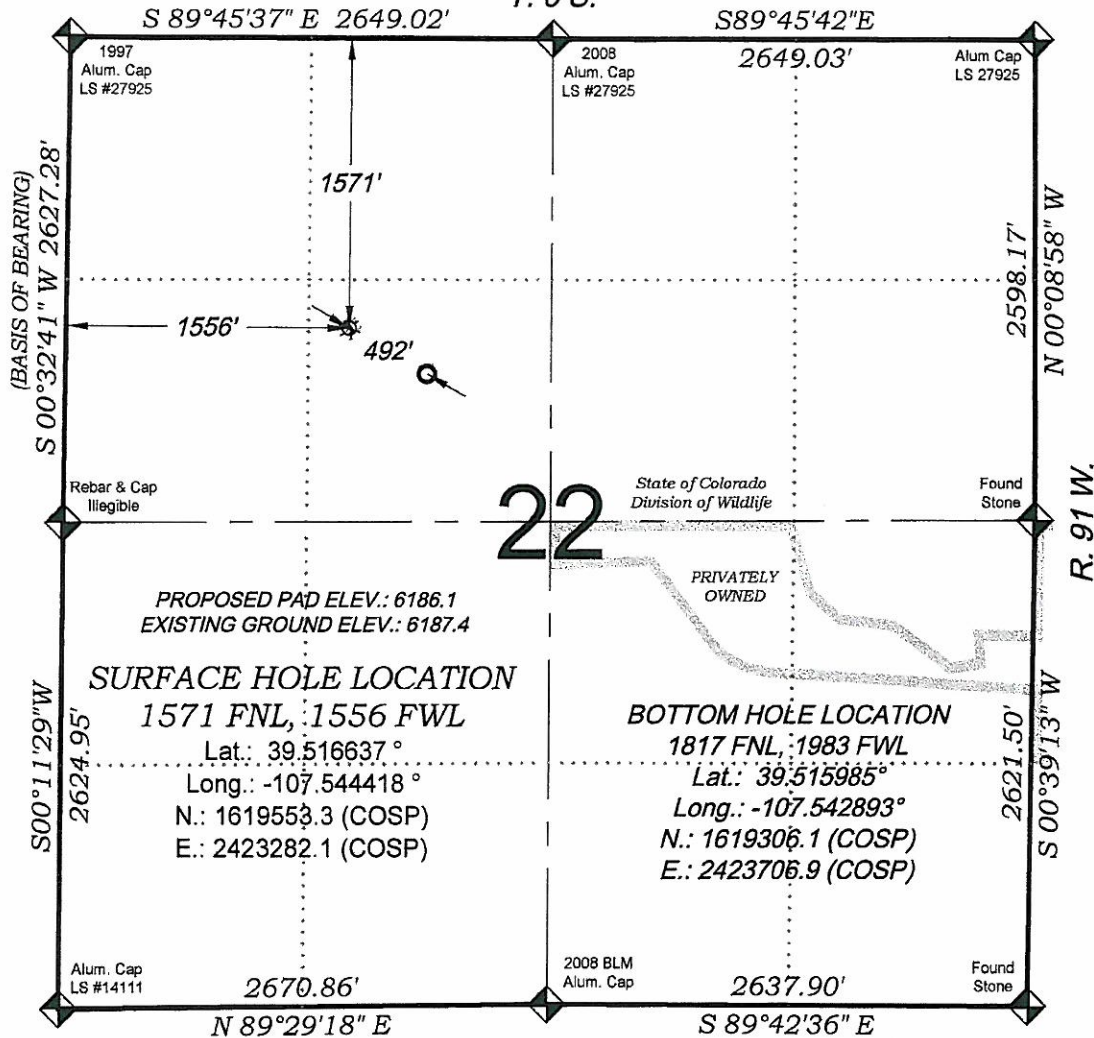 S 89°45'37" E 2649.02'
S89°45'42"E
2649.03'
1997
Alum. Cap
LS #27925
2008
Alum. Cap
LS #27925
Alum Cap
LS 27925
(BASIS OF BEARING)
S 00°32'41" W 2627.28'
1571'
1556'
492'
2598.17'
N 00°08'58" W
R. 91 W.
Rebar & Cap
Illegible
22
State of Colorado
Division of Wildlife
Found
Stone
PRIVATELY
OWNED
PROPOSED PAD ELEV.: 6186.1
EXISTING GROUND ELEV.: 6187.4
SURFACE HOLE LOCATION
1571 FNL, 1556 FWL
Lat.: 39.516637 °
Long.: -107.544418 °
N.: 1619553.3 (COSP)
E.: 2423282.1 (COSP)
BOTTOM HOLE LOCATION
1817 FNL, 1983 FWL
Lat.: 39.515985°
Long.: -107.542893°
N.: 1619306.1 (COSP)
E.: 2423706.9 (COSP)
S00°11'29"W
2624.95'
2621.50'
S 00°39'13" W
Alum. Cap
LS #14111
2670.86'
N 89°29'18" E
2008 BLM
Alum. Cap
2637.90'
S 89°42'36" E
Found
Stone